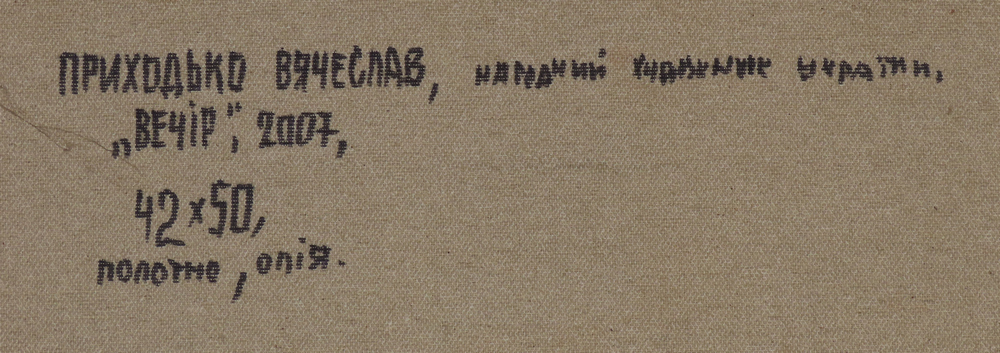 ПРИХОДЬКО ВЯЧЕСЛАВ, народний художник україни,
„ВЕЧІР", 2007,
42×50,
полотно, олія.